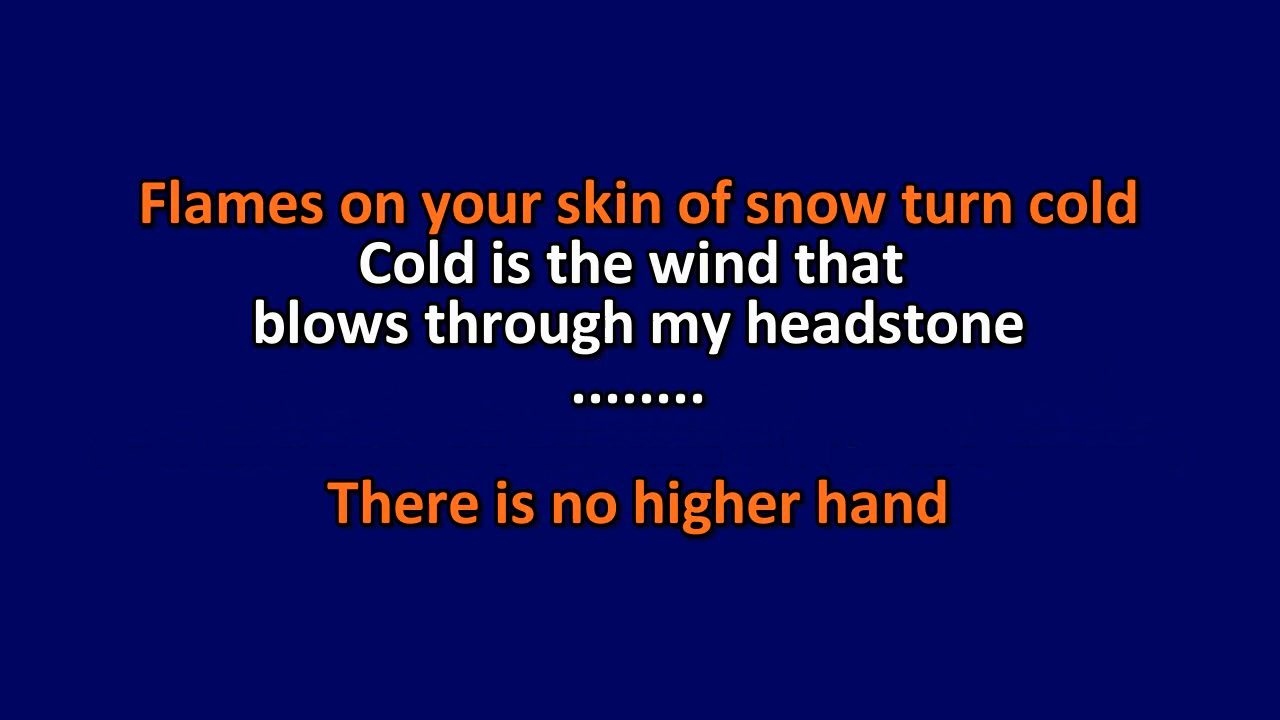 Flames on your skin of snow turn cold
Cold is the wind that
blows through my headstone
........
There is no higher hand